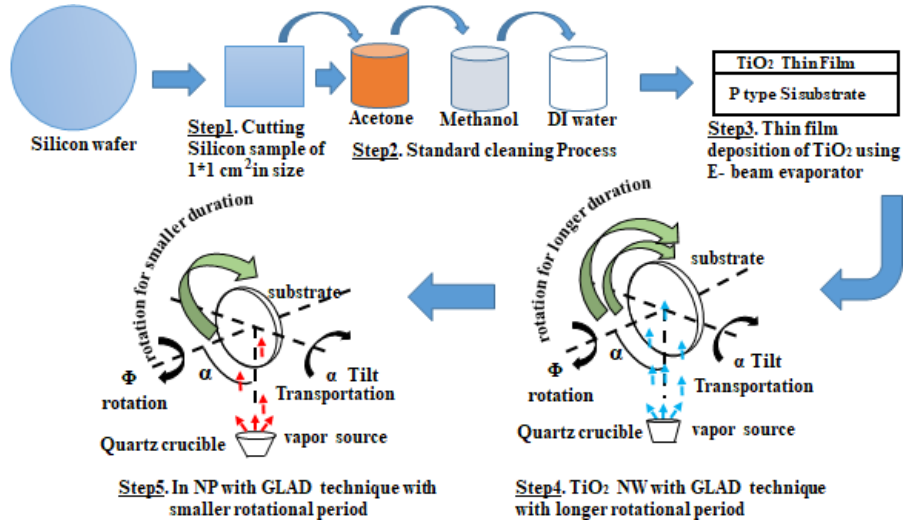 Silicon wafer
Step1. Cutting
Silicon sample of
1*1 cm² in size
Acetone
Methanol
DI water
Step2. Standard cleaning Process
TiO₂ Thin Film
P type Si substrate
Step3. Thin film
deposition of TiO₂ using
E- beam evaporator
rotation for smaller duration
substrate
Φ
rotation
α
α Tilt
Transportation
Quartz crucible
vapor source
Step5. In NP with GLAD technique with
smaller rotational period
rotation for longer duration
substrate
Φ
rotation
α
α Tilt
Transportation
Quartz crucible
vapor source
Step4. TiO₂ NW with GLAD technique
with longer rotational period